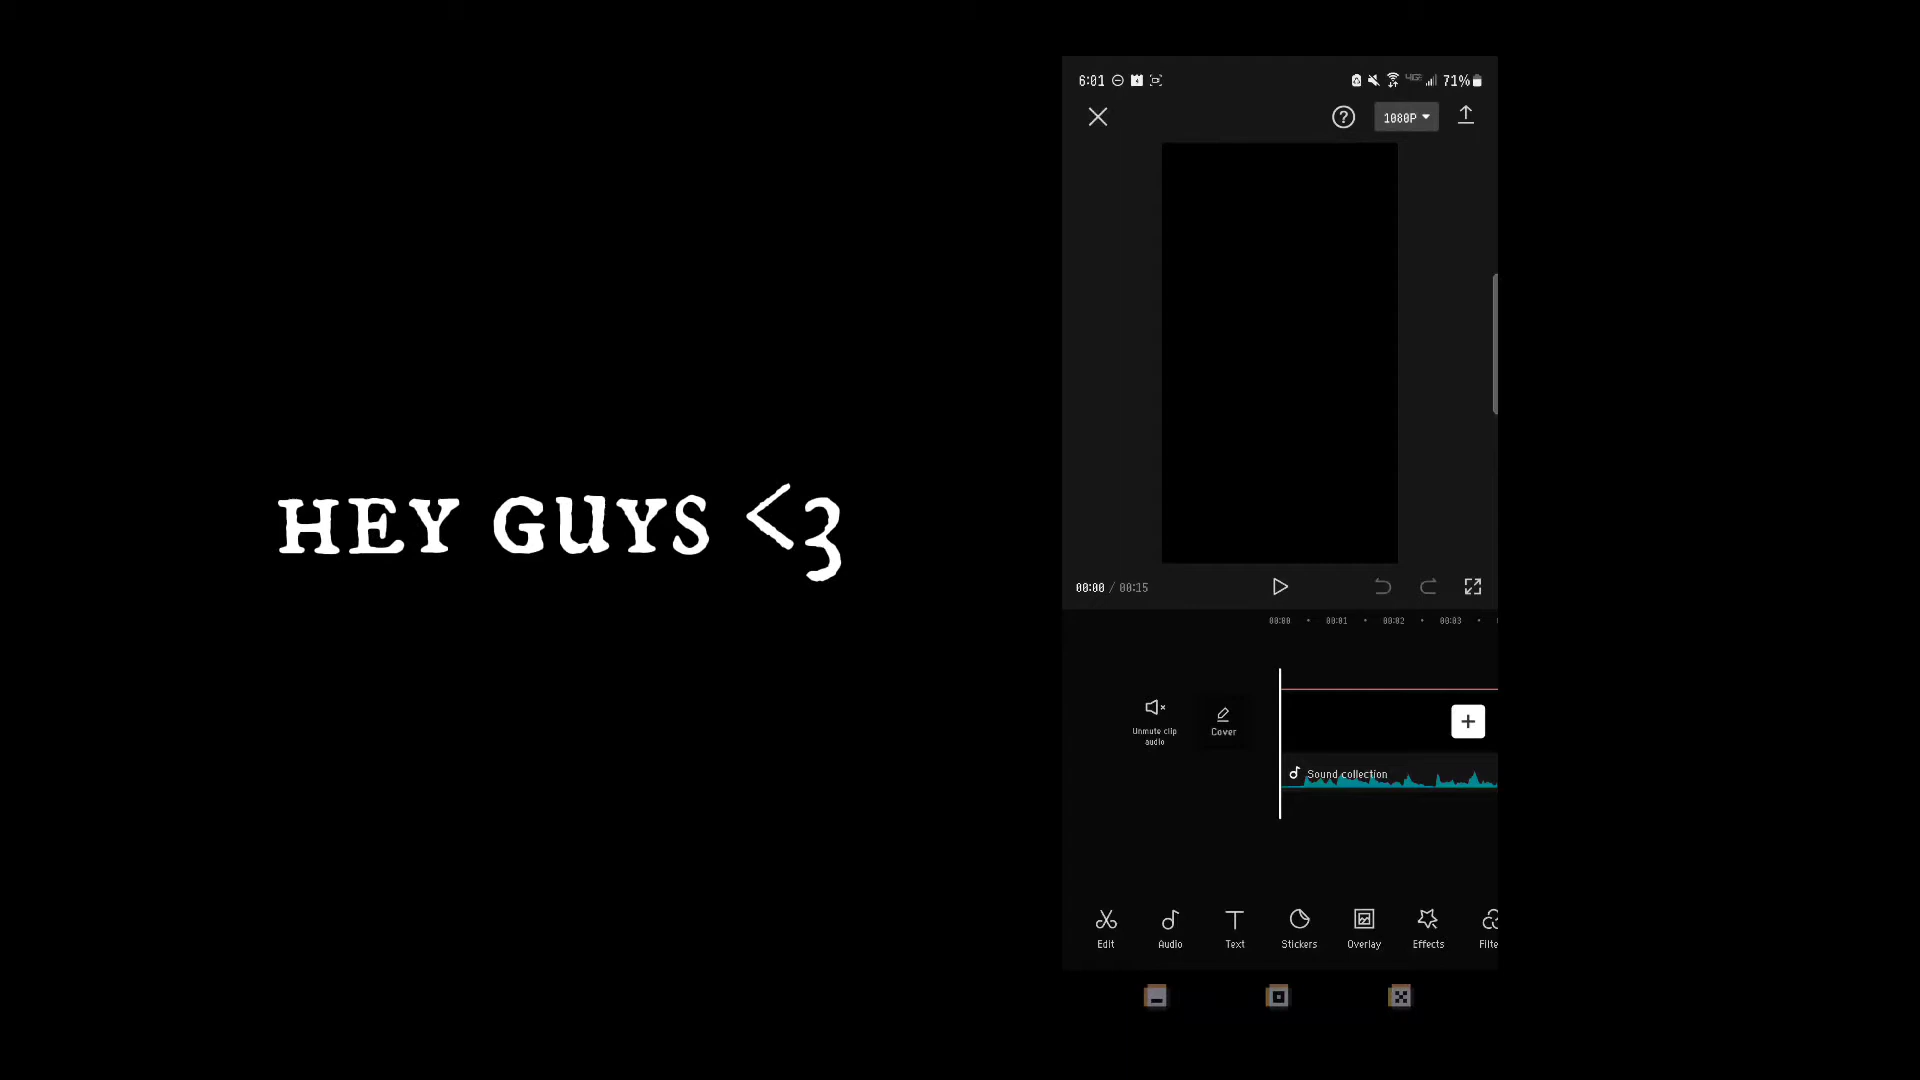 HEY GUYS <3
6:01 71%
1080P
00:00 / 00:15
00:00 00:01 00:02 00:03
Unmute clip
audio
Cover
Sound collection
Edit Audio Text Stickers Overlay Effects Filte